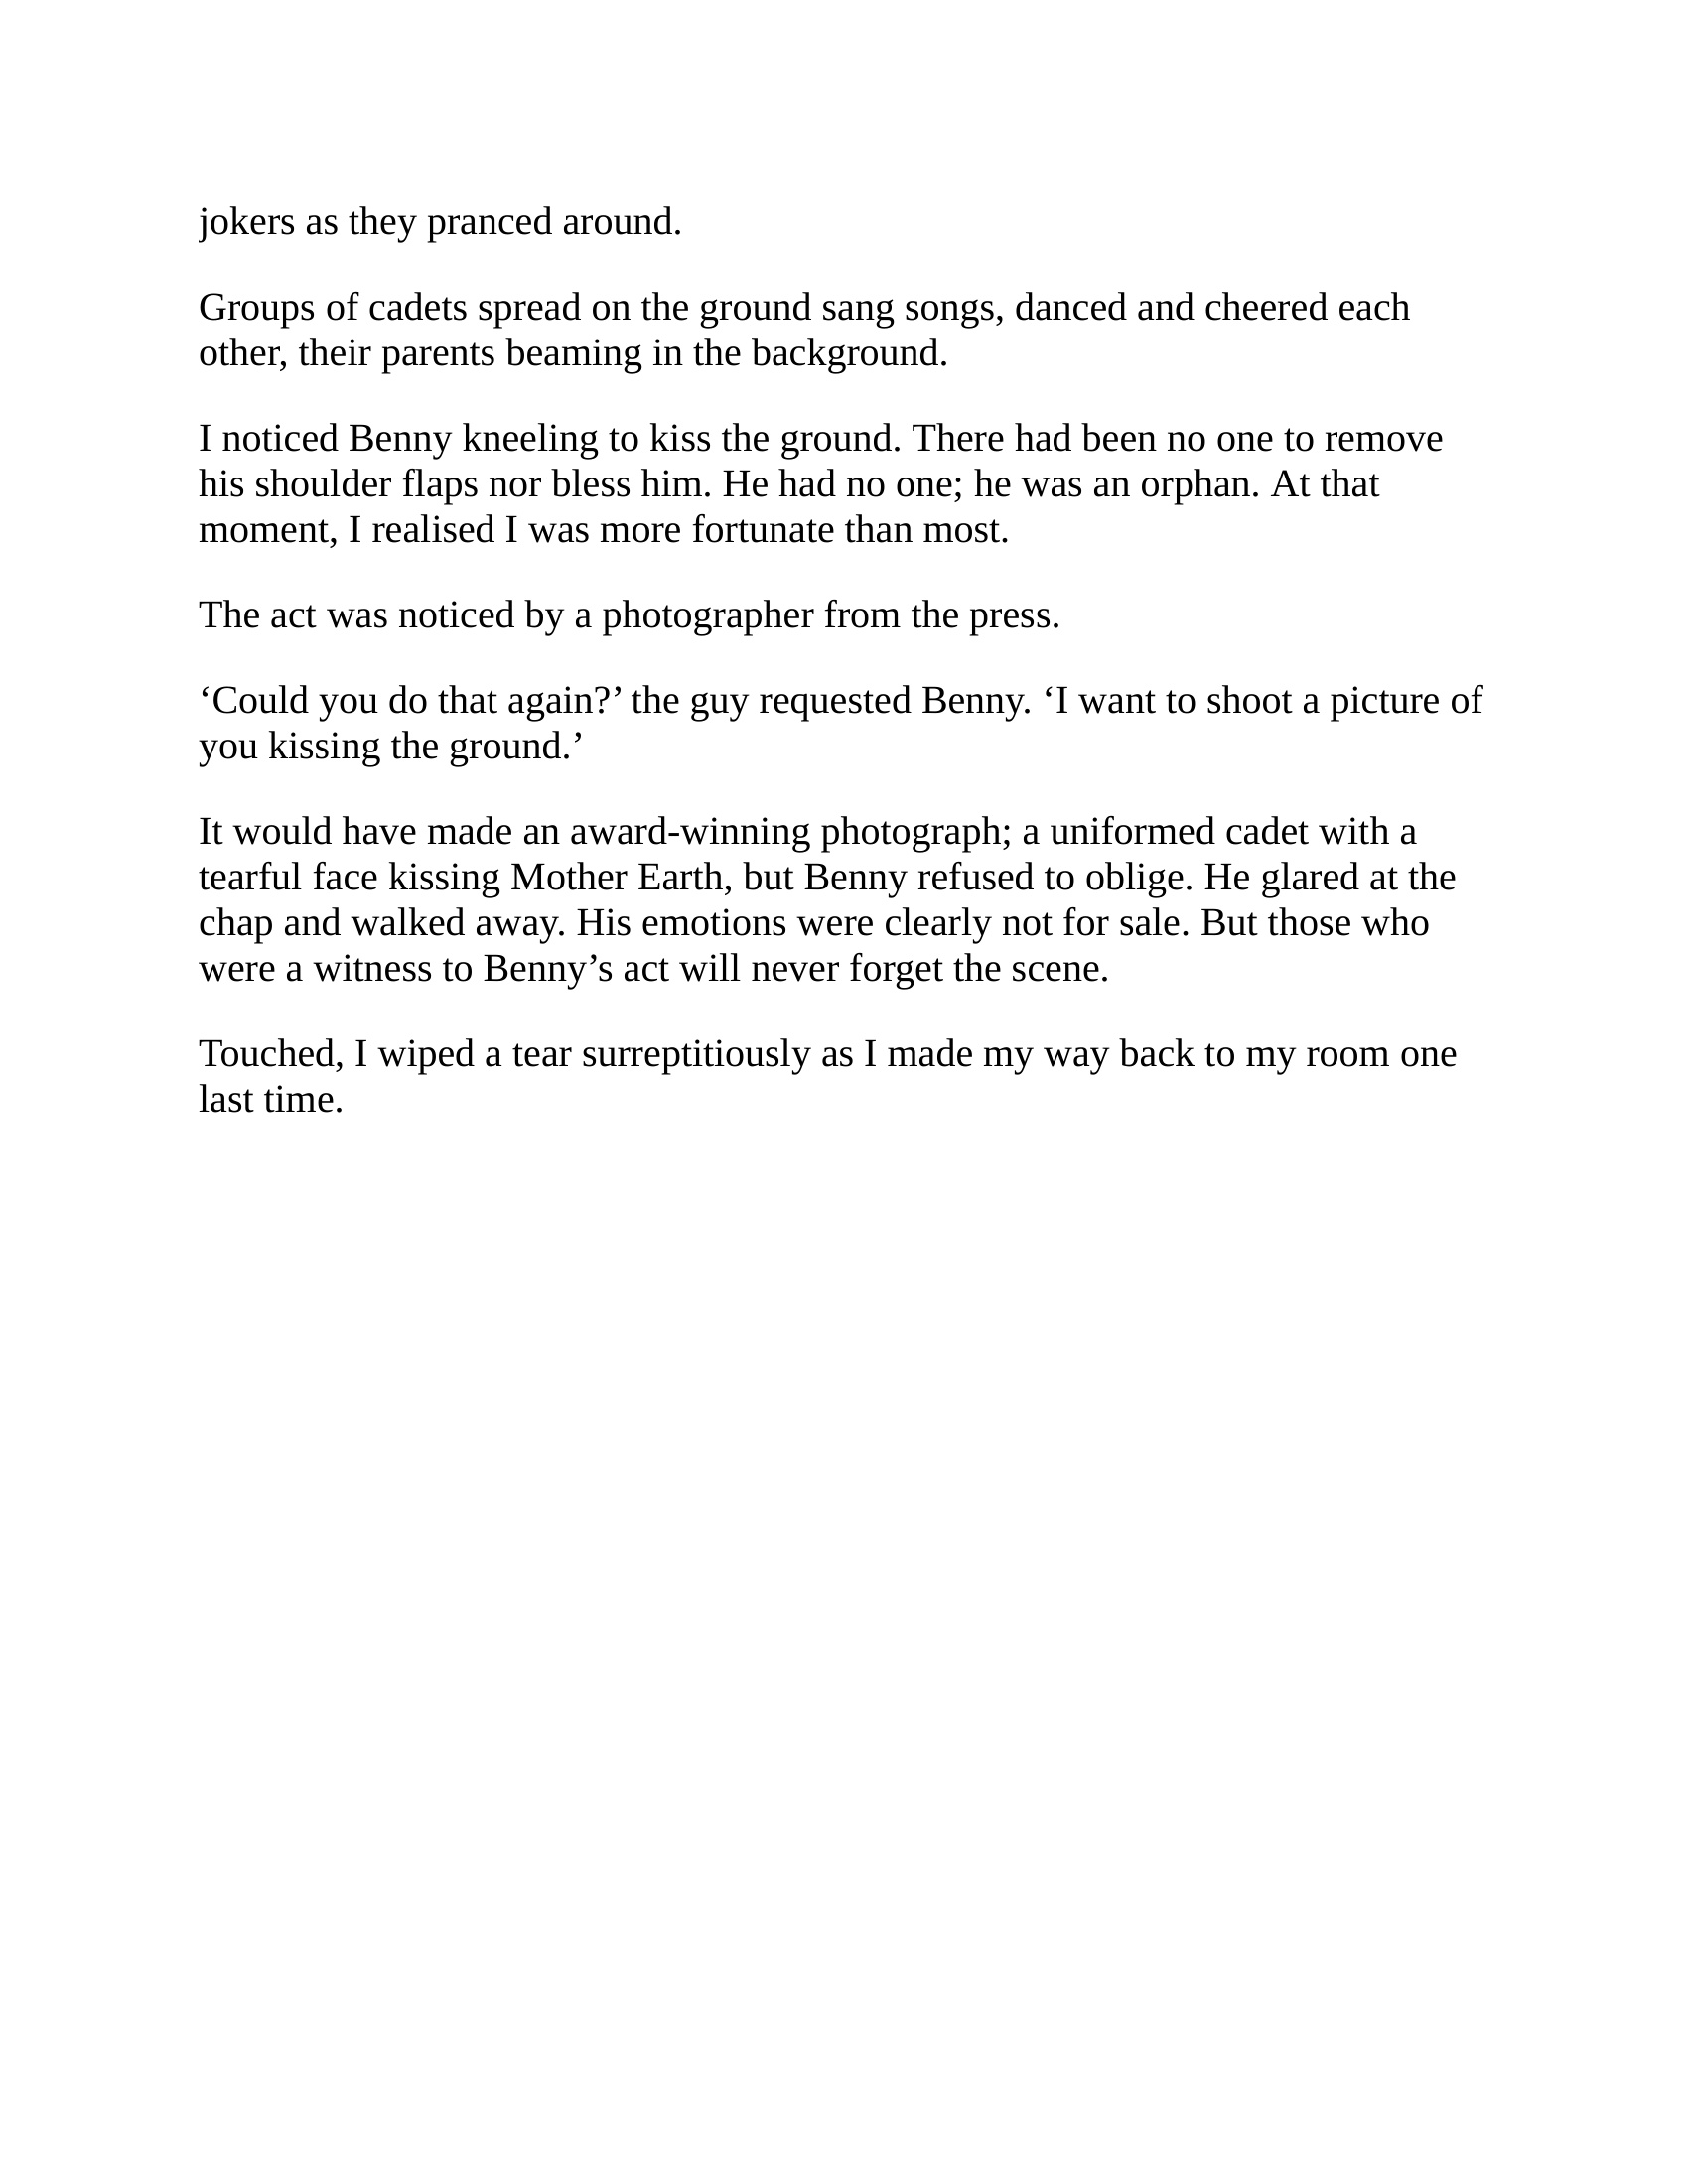 jokers as they pranced around.
Groups of cadets spread on the ground sang songs, danced and cheered each
other, their parents beaming in the background.
I noticed Benny kneeling to kiss the ground. There had been no one to remove
his shoulder flaps nor bless him. He had no one; he was an orphan. At that
moment, I realised I was more fortunate than most.
The act was noticed by a photographer from the press.
‘Could you do that again?’ the guy requested Benny. ‘I want to shoot a picture of
you kissing the ground.’
It would have made an award-winning photograph; a uniformed cadet with a
tearful face kissing Mother Earth, but Benny refused to oblige. He glared at the
chap and walked away. His emotions were clearly not for sale. But those who
were a witness to Benny’s act will never forget the scene.
Touched, I wiped a tear surreptitiously as I made my way back to my room one
last time.